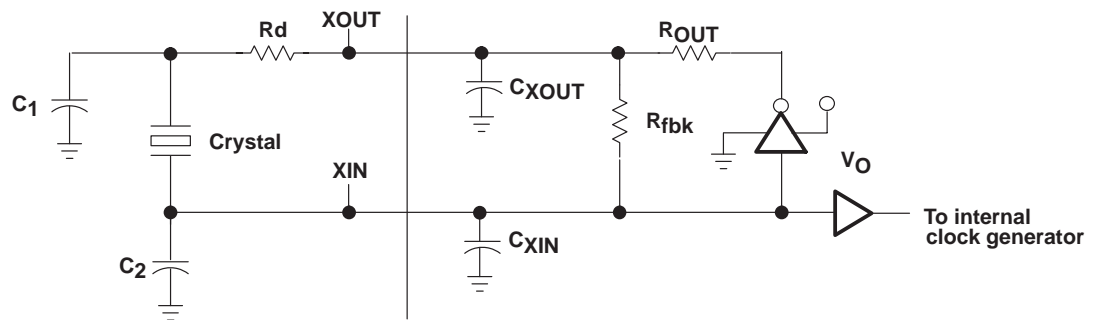 XOUT
Rd
ROUT
C1
CXOUT
Rfbk
Crystal
XIN
VO
C2
CXIN
To internal
clock generator